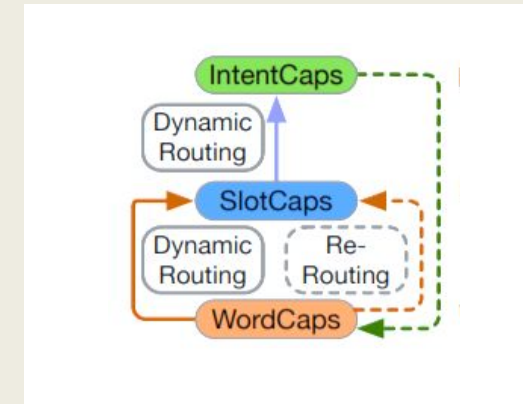 IntentCaps
Dynamic
Routing
SlotCaps
Dynamic
Routing
Re-
Routing
WordCaps